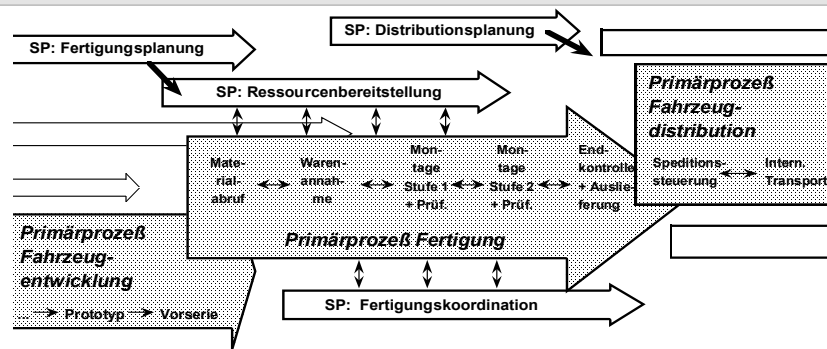 SP: Distributionsplanung
SP: Fertigungsplanung
SP: Ressourcenbereitstellung
Primärprozeß
Fahrzeug-
distribution
Speditions-
steuerung
Intern.
Transport
Mate-
rial-
abruf
Waren-
annah-
me
Mon-
tage
Stufe 1
+ Prüf.
Mon-
tage
Stufe 2
+ Prüf.
End-
kontrolle
+ Auslie-
ferung
Primärprozeß Fertigung
Primärprozeß
Fahrzeug-
entwicklung
... Prototyp Vorserie
SP: Fertigungskoordination